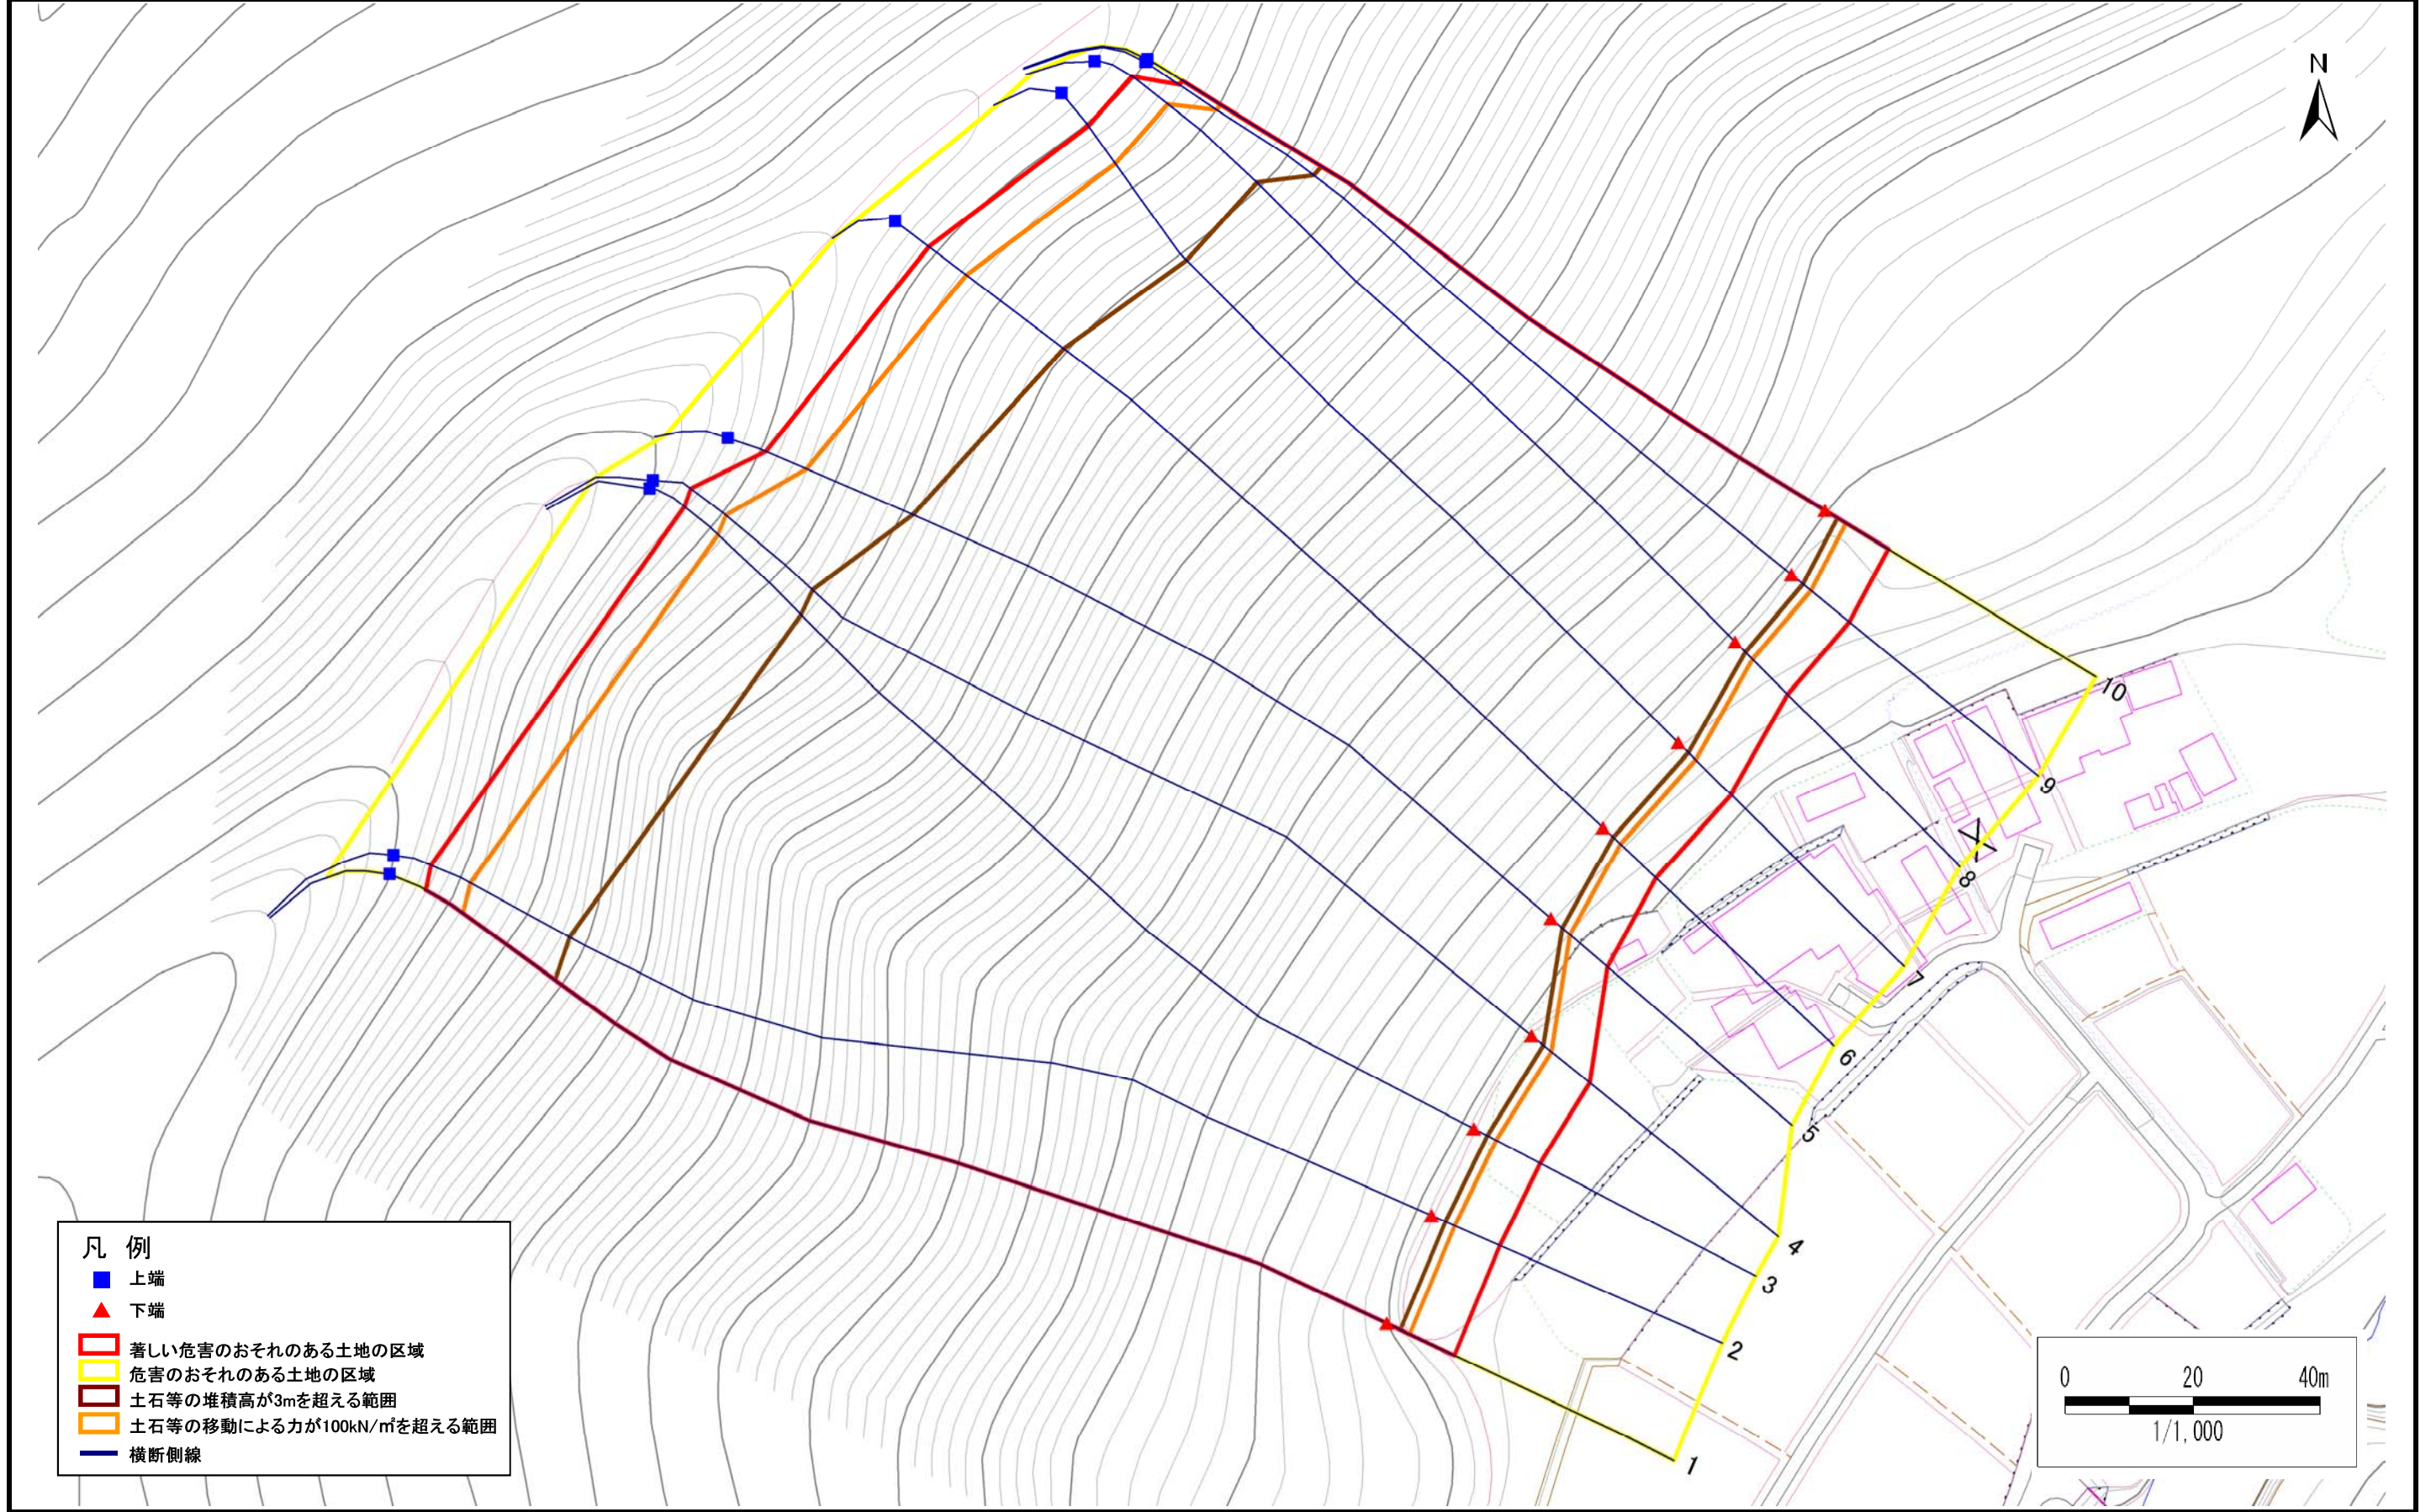 N
10
9
8
7
6
5
4
3
2
1
凡 例
上端
下端
著しい危害のおそれのある土地の区域
危害のおそれのある土地の区域
土石等の堆積高が3mを超える範囲
土石等の移動による力が100kN/㎡を超える範囲
横断側線
0 20 40m
1/1,000